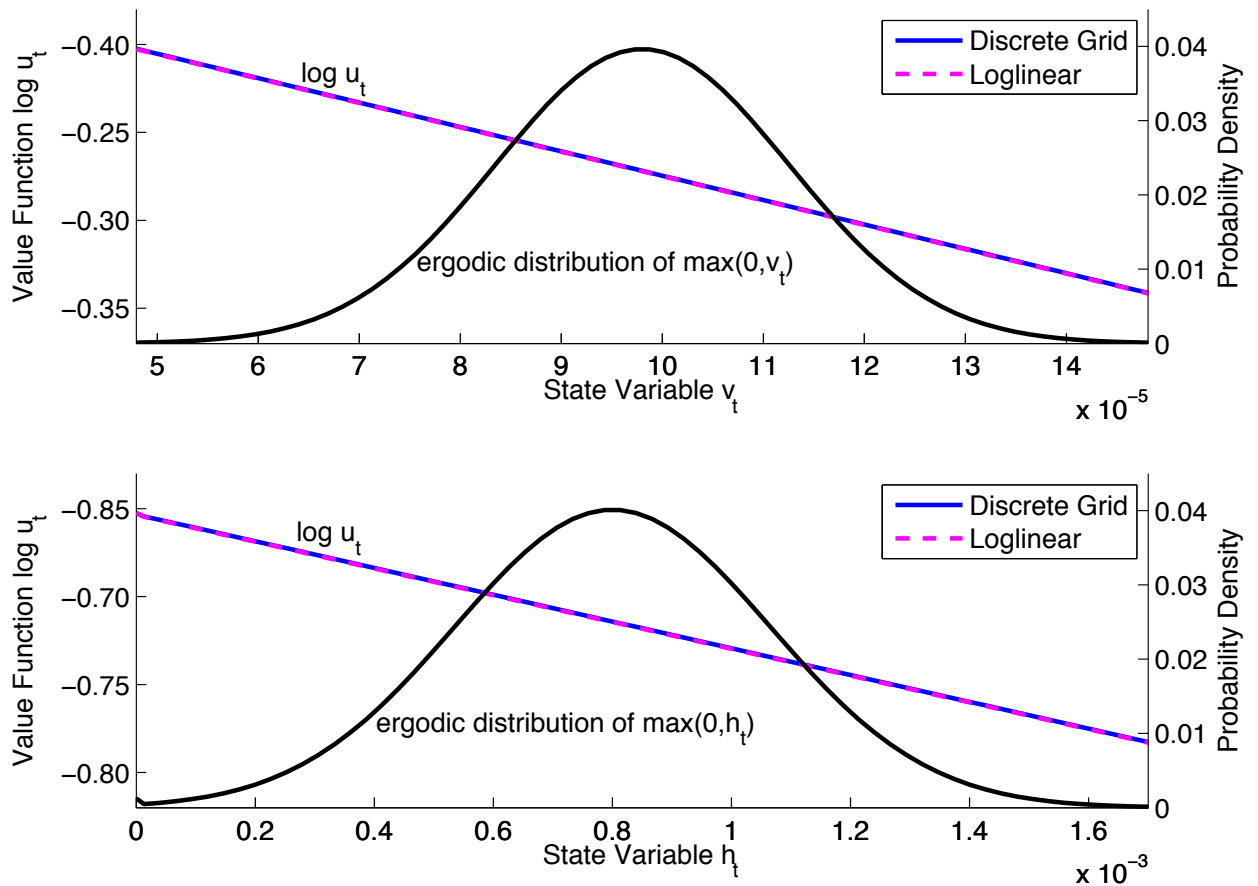 Value Function log u_t
−0.40
−0.25
−0.30
−0.35
log u_t
ergodic distribution of max(0,v_t)
Discrete Grid
Loglinear
0.04
0.03
0.02
0.01
0
Probability Density
5 6 7 8 9 10 11 12 13 14
State Variable v_t
x 10^−5
Value Function log u_t
−0.85
−0.70
−0.75
−0.80
log u_t
ergodic distribution of max(0,h_t)
Discrete Grid
Loglinear
0.04
0.03
0.02
0.01
0
Probability Density
0 0.2 0.4 0.6 0.8 1 1.2 1.4 1.6
State Variable h_t
x 10^−3